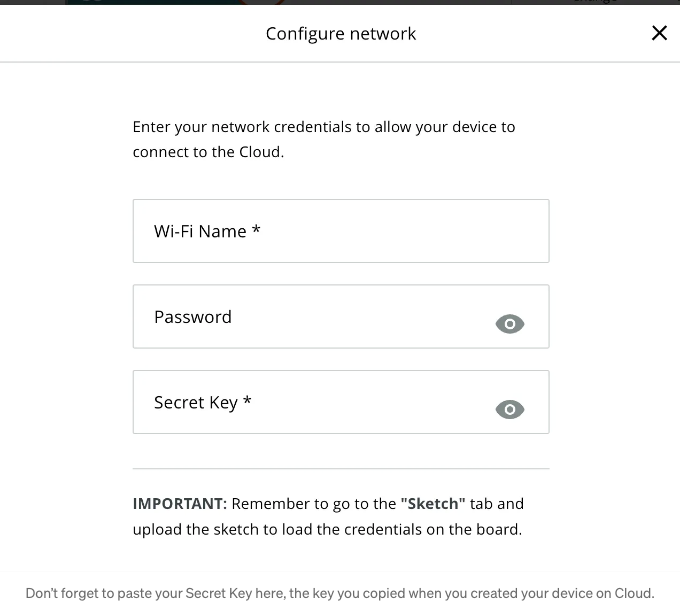 Configure network
Enter your network credentials to allow your device to
connect to the Cloud.
Wi-Fi Name *
Password
Secret Key *
IMPORTANT: Remember to go to the "Sketch" tab and
upload the sketch to load the credentials on the board.
Don't forget to paste your Secret Key here, the key you copied when you created your device on Cloud.